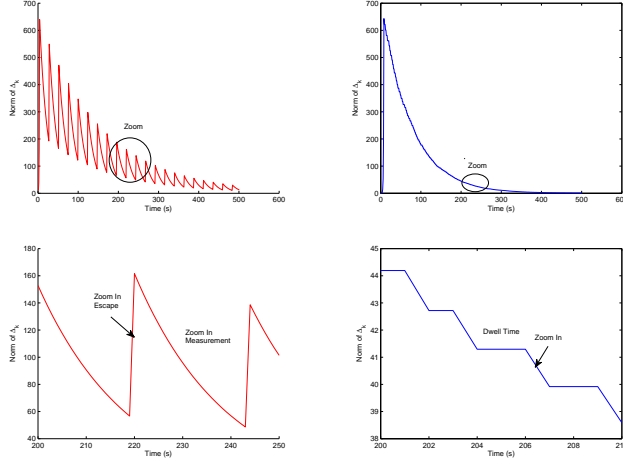 700
600
500
400
300
200
100
0
Norm of Δk
Zoom
0 100 200 300 400 500 600
Time (s)
700
600
500
400
300
200
100
0
Norm of Δk
Zoom
0 100 200 300 400 500 600
Time (s)
180
160
140
120
100
80
60
40
Norm of Δk
Zoom In
Escape
Zoom In
Measurement
200 210 220 230 240 250
Time (s)
45
44
43
42
41
40
39
38
Norm of Δk
Dwell Time
Zoom In
200 202 204 206 208 210
Time (s)